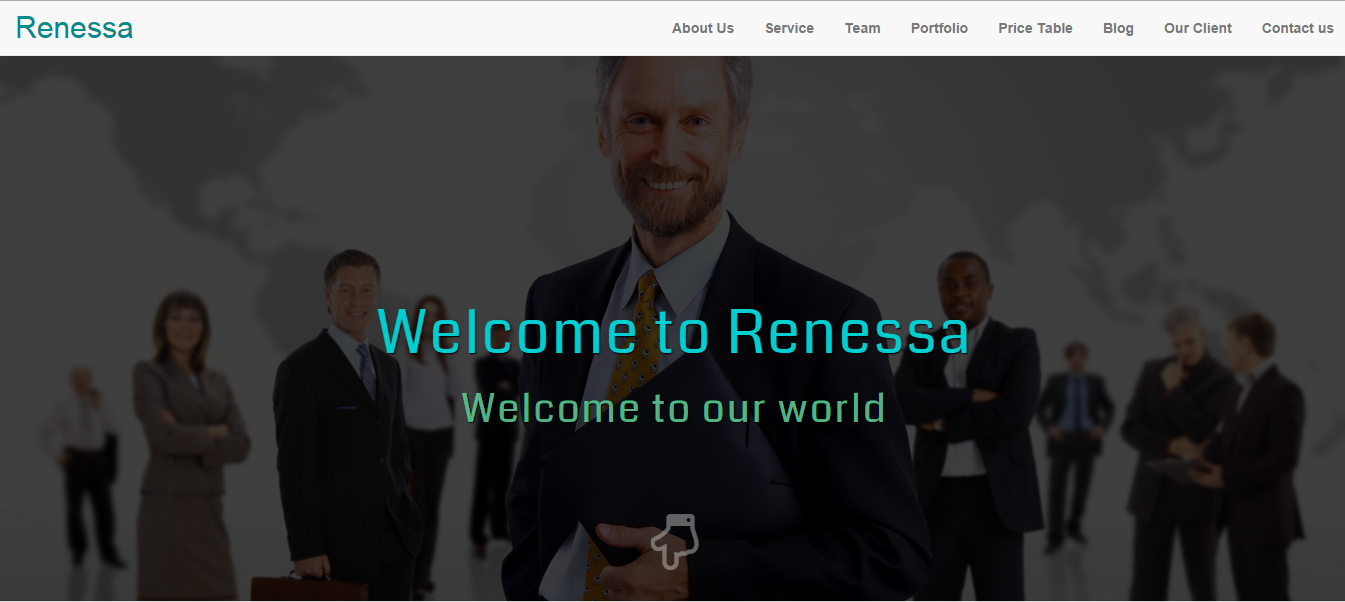 Renessa About Us Service Team Portfolio Price Table Blog Our Client Contact us
Welcome to Renessa
Welcome to our world